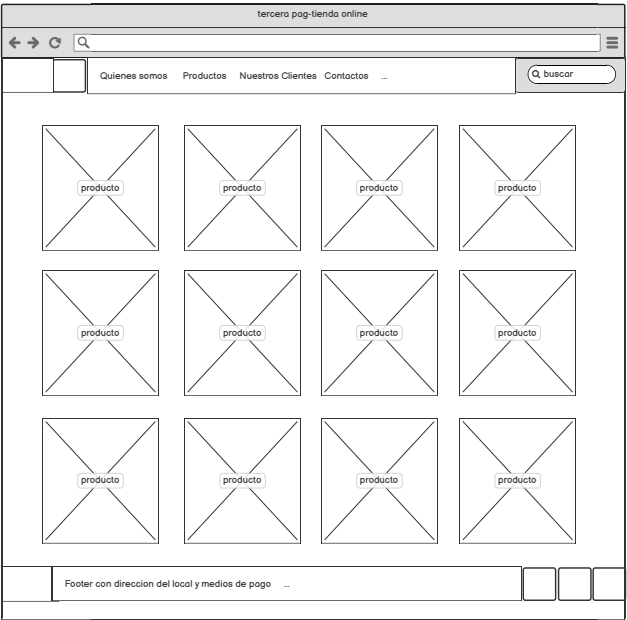 tercera pag-tienda online
Quienes somos Productos Nuestros Clientes Contactos ...
buscar
producto producto producto producto
producto producto producto producto
producto producto producto producto
Footer con direccion del local y medios de pago ...